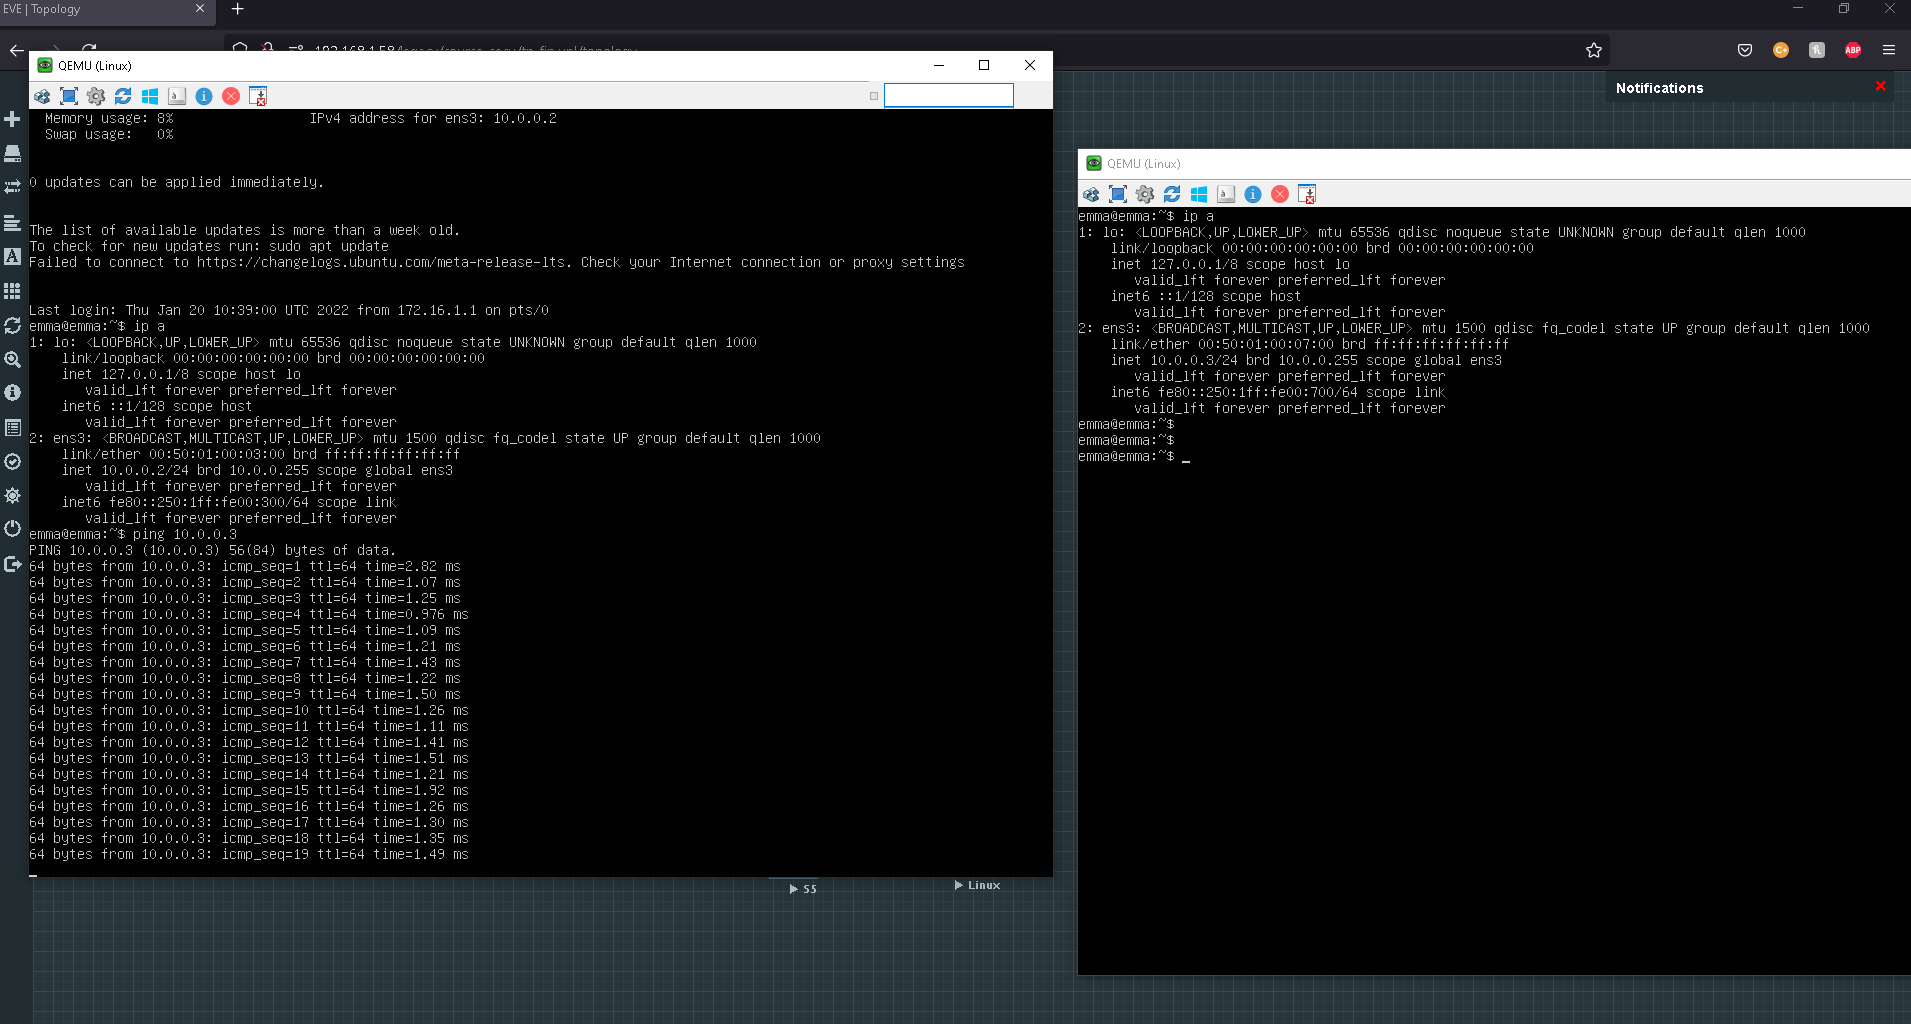 EVE | Topology
QEMU (Linux)
Memory usage: 8% IPv4 address for ens3: 10.0.0.2
Swap usage: 0%
0 updates can be applied immediately.
The list of available updates is more than a week old.
To check for new updates run: sudo apt update
Failed to connect to https://changelogs.ubuntu.com/meta-release-lts. Check your Internet connection or proxy settings
Last login: Thu Jan 20 10:39:00 UTC 2022 from 172.16.1.1 on pts/0
emma@emma:~$ ip a
1: lo: <LOOPBACK,UP,LOWER_UP> mtu 65536 qdisc noqueue state UNKNOWN group default qlen 1000
link/loopback 00:00:00:00:00:00 brd 00:00:00:00:00:00
inet 127.0.0.1/8 scope host lo
valid_lft forever preferred_lft forever
inet6 ::1/128 scope host
valid_lft forever preferred_lft forever
2: ens3: <BROADCAST,MULTICAST,UP,LOWER_UP> mtu 1500 qdisc fq_codel state UP group default qlen 1000
link/ether 00:50:01:00:03:00 brd ff:ff:ff:ff:ff:ff
inet 10.0.0.2/24 brd 10.0.0.255 scope global ens3
valid_lft forever preferred_lft forever
inet6 fe80::250:1ff:fe00:300/64 scope link
valid_lft forever preferred_lft forever
emma@emma:~$ ping 10.0.0.3
PING 10.0.0.3 (10.0.0.3) 56(84) bytes of data.
64 bytes from 10.0.0.3: icmp_seq=1 ttl=64 time=2.82 ms
64 bytes from 10.0.0.3: icmp_seq=2 ttl=64 time=1.07 ms
64 bytes from 10.0.0.3: icmp_seq=3 ttl=64 time=1.25 ms
64 bytes from 10.0.0.3: icmp_seq=4 ttl=64 time=0.976 ms
64 bytes from 10.0.0.3: icmp_seq=5 ttl=64 time=1.09 ms
64 bytes from 10.0.0.3: icmp_seq=6 ttl=64 time=1.21 ms
64 bytes from 10.0.0.3: icmp_seq=7 ttl=64 time=1.43 ms
64 bytes from 10.0.0.3: icmp_seq=8 ttl=64 time=1.22 ms
64 bytes from 10.0.0.3: icmp_seq=9 ttl=64 time=1.50 ms
64 bytes from 10.0.0.3: icmp_seq=10 ttl=64 time=1.26 ms
64 bytes from 10.0.0.3: icmp_seq=11 ttl=64 time=1.11 ms
64 bytes from 10.0.0.3: icmp_seq=12 ttl=64 time=1.41 ms
64 bytes from 10.0.0.3: icmp_seq=13 ttl=64 time=1.51 ms
64 bytes from 10.0.0.3: icmp_seq=14 ttl=64 time=1.21 ms
64 bytes from 10.0.0.3: icmp_seq=15 ttl=64 time=1.92 ms
64 bytes from 10.0.0.3: icmp_seq=16 ttl=64 time=1.26 ms
64 bytes from 10.0.0.3: icmp_seq=17 ttl=64 time=1.30 ms
64 bytes from 10.0.0.3: icmp_seq=18 ttl=64 time=1.35 ms
64 bytes from 10.0.0.3: icmp_seq=19 ttl=64 time=1.49 ms
S5
Linux
ABP
Notifications
QEMU (Linux)
emma@emma:~$ ip a
1: lo: <LOOPBACK,UP,LOWER_UP> mtu 65536 qdisc noqueue state UNKNOWN group default qlen 1000
link/loopback 00:00:00:00:00:00 brd 00:00:00:00:00:00
inet 127.0.0.1/8 scope host lo
valid_lft forever preferred_lft forever
inet6 ::1/128 scope host
valid_lft forever preferred_lft forever
2: ens3: <BROADCAST,MULTICAST,UP,LOWER_UP> mtu 1500 qdisc fq_codel state UP group default qlen 1000
link/ether 00:50:01:00:07:00 brd ff:ff:ff:ff:ff:ff
inet 10.0.0.3/24 brd 10.0.0.255 scope global ens3
valid_lft forever preferred_lft forever
inet6 fe80::250:1ff:fe00:700/64 scope link
valid_lft forever preferred_lft forever
emma@emma:~$
emma@emma:~$
emma@emma:~$ _